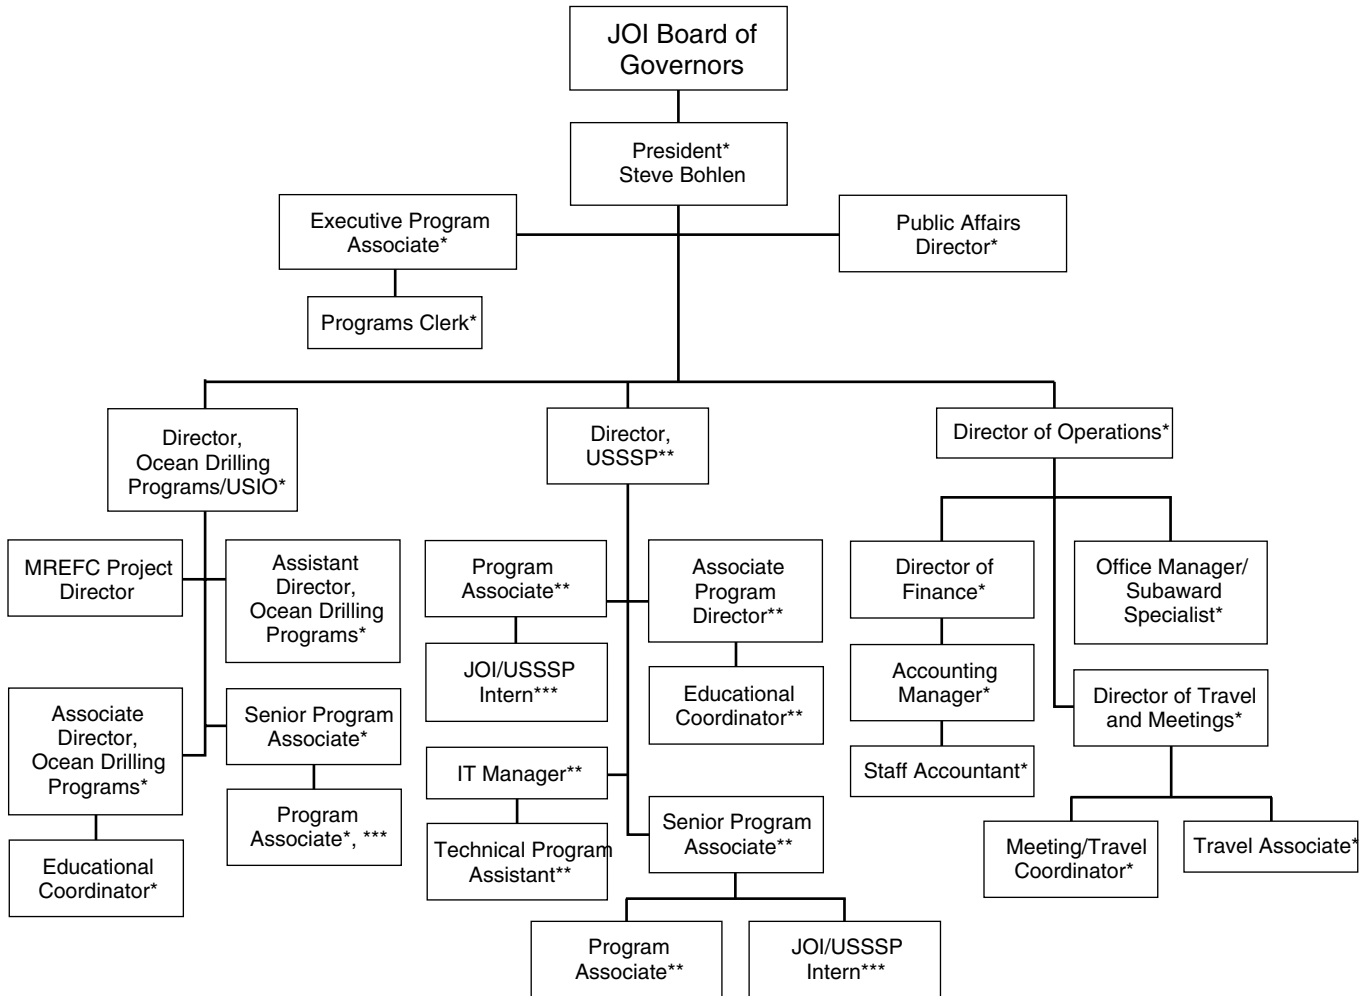 JOI Board of
Governors
President*
Steve Bohlen
Executive Program
Associate*
Public Affairs
Director*
Programs Clerk*
Director,
Ocean Drilling
Programs/USIO*
Director,
USSSP**
Director of Operations*
MREFC Project
Director
Assistant
Director,
Ocean Drilling
Programs*
Program
Associate**
Associate
Program
Director**
Director of
Finance*
Office Manager/
Subaward
Specialist*
JOI/USSSP
Intern***
Educational
Coordinator**
Accounting
Manager*
Director of Travel
and Meetings*
Associate
Director,
Ocean Drilling
Programs*
Senior Program
Associate*
IT Manager**
Staff Accountant*
Program
Associate*, ***
Senior Program
Associate**
Technical Program
Assistant**
Meeting/Travel
Coordinator*
Travel Associate*
Educational
Coordinator*
Program
Associate**
JOI/USSSP
Intern***